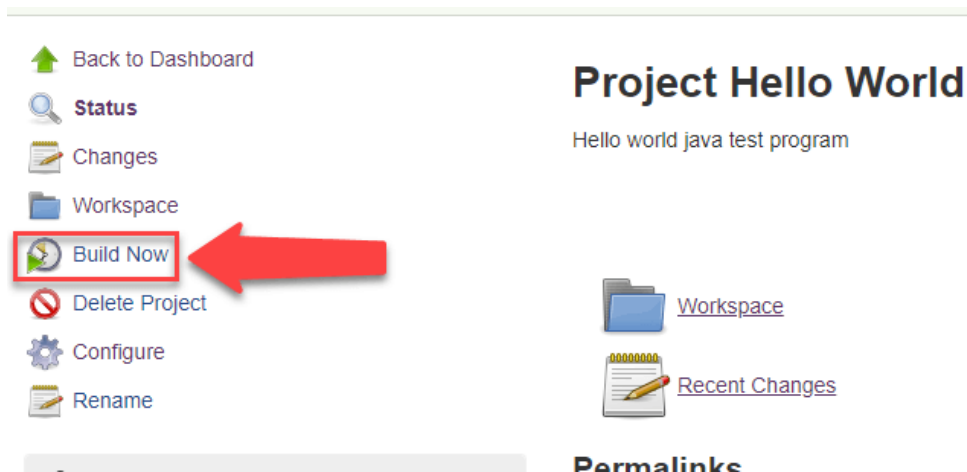 Back to Dashboard
Status
Changes
Workspace
Build Now
Delete Project
Configure
Rename
Project Hello World
Hello world java test program
Workspace
Recent Changes
Permalinks